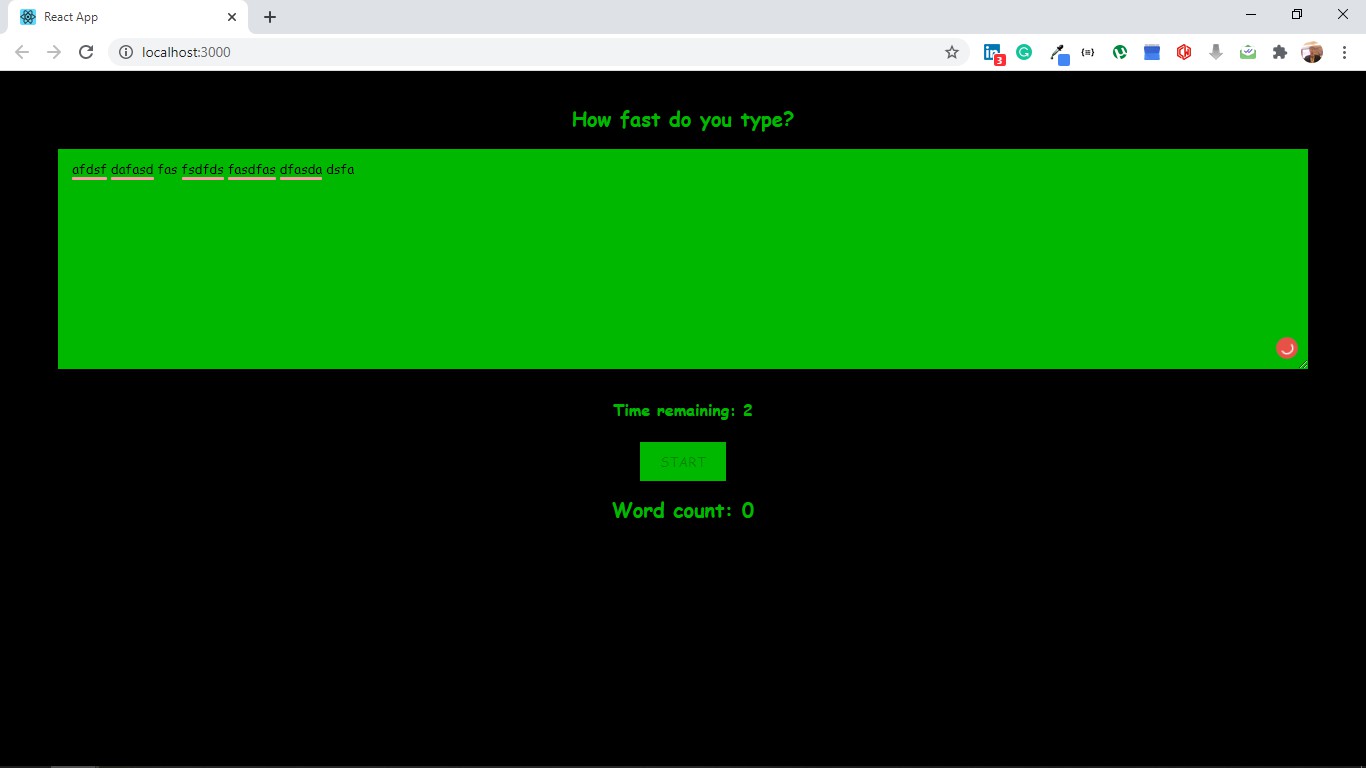 React App
localhost:3000
3
How fast do you type?
afdsf dafasd fas fsdfds fasdfas dfasda dsfa
Time remaining: 2
START
Word count: 0